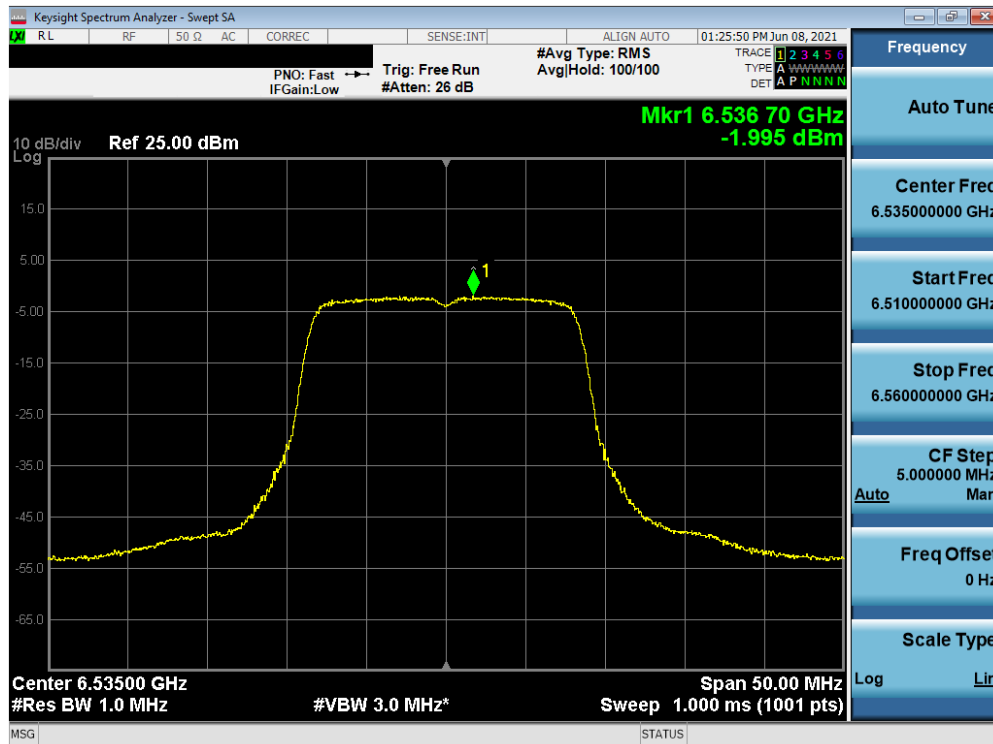 Keysight Spectrum Analyzer - Swept SA
LXI RL RF 50 Ω AC CORREC SENSE:INT ALIGN AUTO 01:25:50 PM Jun 08, 2021
Frequency
#Avg Type: RMS TRACE 1 2 3 4 5 6
PNO: Fast Trig: Free Run Avg|Hold: 100/100 TYPE A WWWWW
IFGain:Low #Atten: 26 dB DET A P N N N N
Auto Tune
Mkr1 6.536 70 GHz
-1.995 dBm
10 dB/div Ref 25.00 dBm
Log
Center Freq
6.535000000 GHz
15.0
5.00
1
Start Freq
6.510000000 GHz
-5.00
-15.0
Stop Freq
6.560000000 GHz
-25.0
-35.0
CF Step
5.000000 MHz
Auto Man
-45.0
-55.0
Freq Offset
0 Hz
-65.0
Scale Type
Log Lin
Center 6.53500 GHz Span 50.00 MHz
#Res BW 1.0 MHz #VBW 3.0 MHz* Sweep 1.000 ms (1001 pts)
MSG STATUS